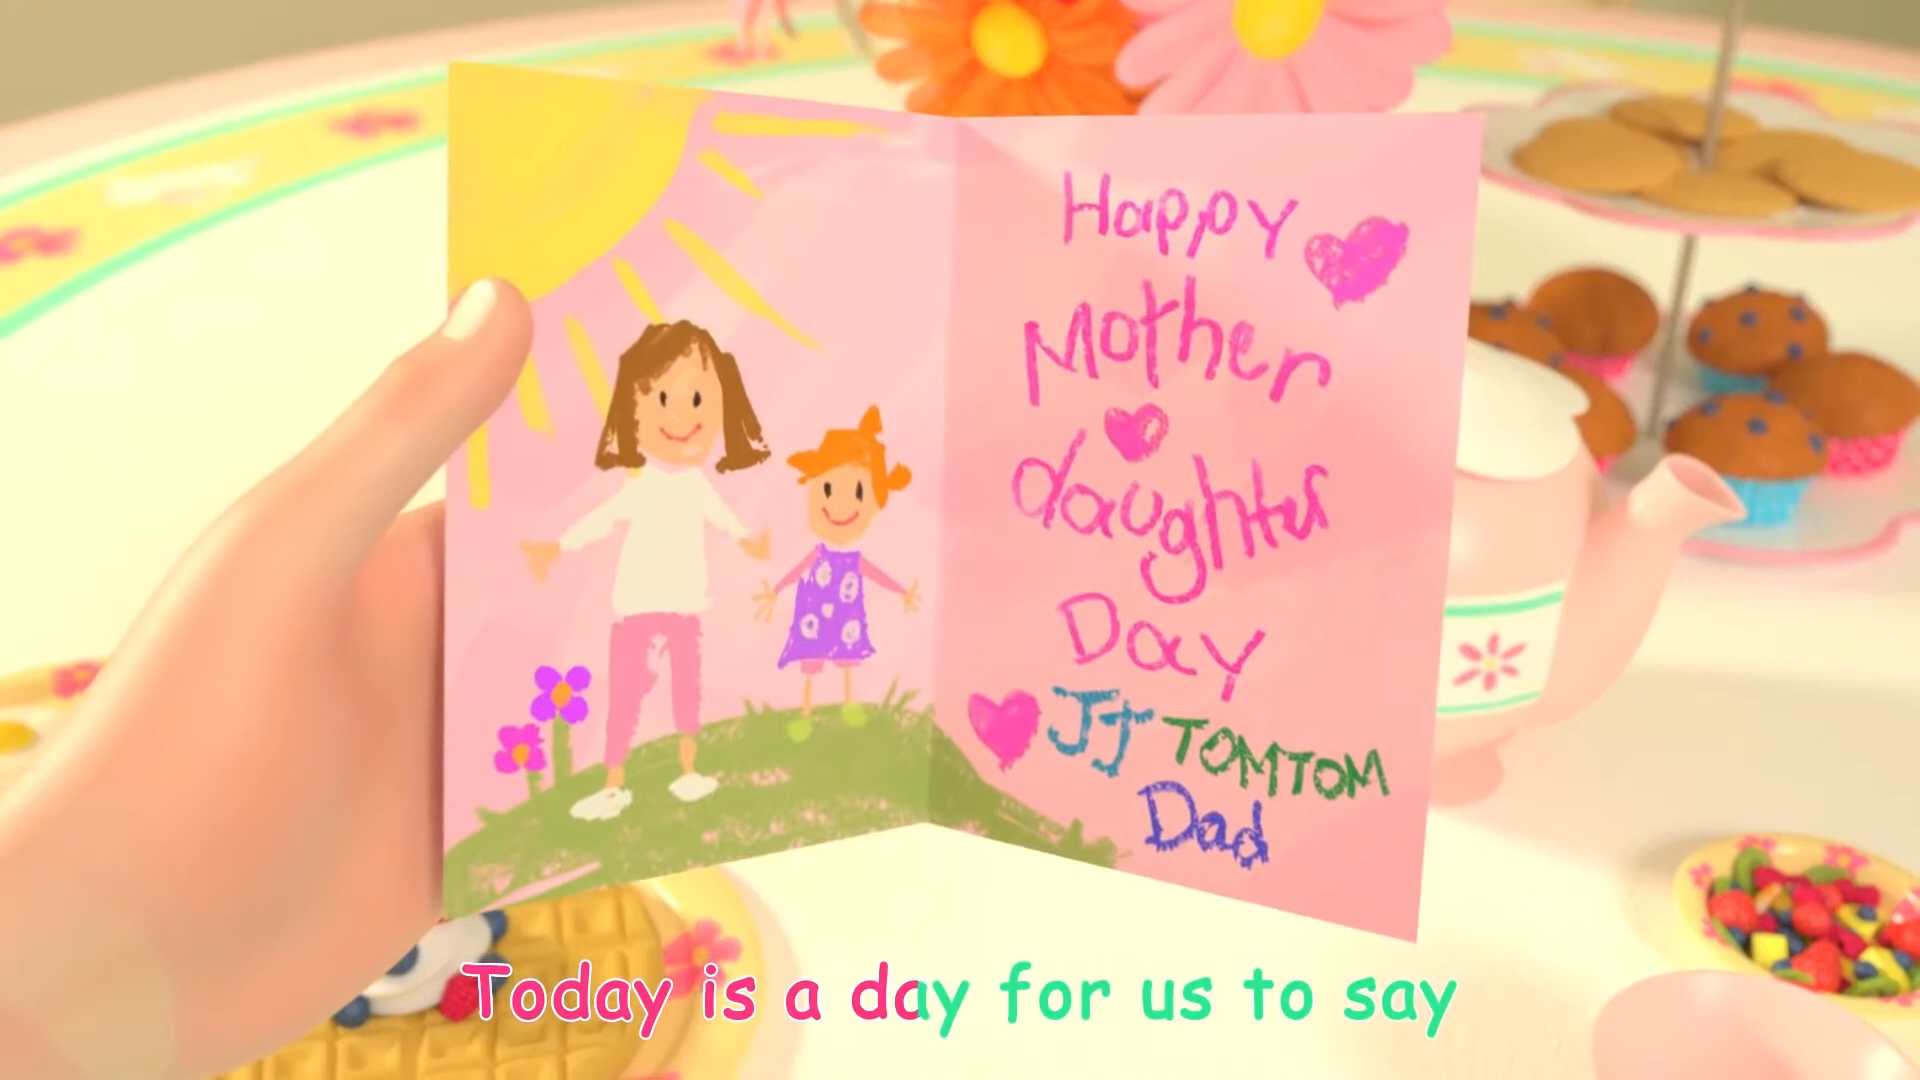 Happy
Mother
daughter
Day
JJ TOMTOM
Dad
Today is a day for us to say